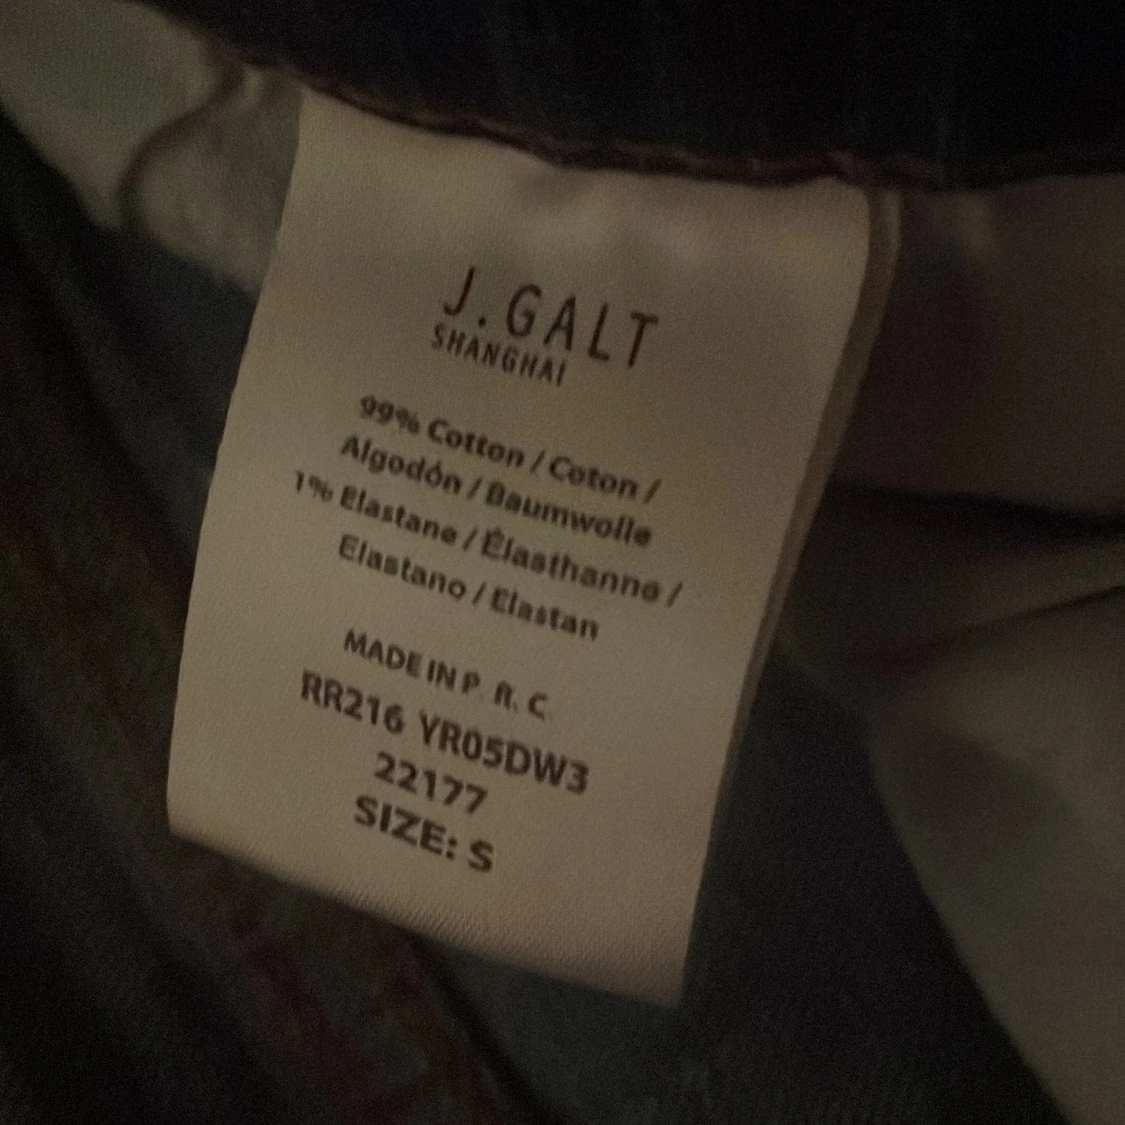 J.GALT
SHANGHAI
99% Cotton / Coton /
Algodón / Baumwolle
1% Elastane / Élasthanne /
Elastano / Elastan
MADE IN P. R. C.
RR216 YR05DW3
22177
SIZE: S